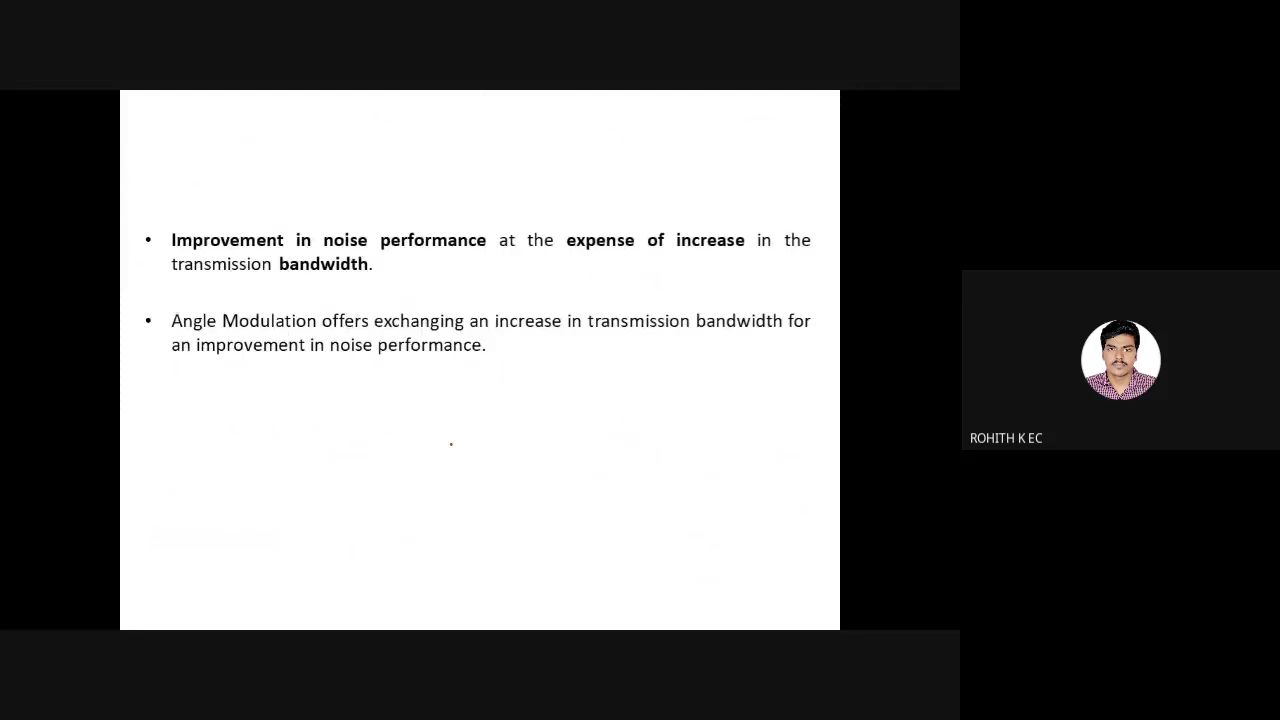 • Improvement in noise performance at the expense of increase in the
transmission bandwidth.
• Angle Modulation offers exchanging an increase in transmission bandwidth for
an improvement in noise performance.
ROHITH K EC